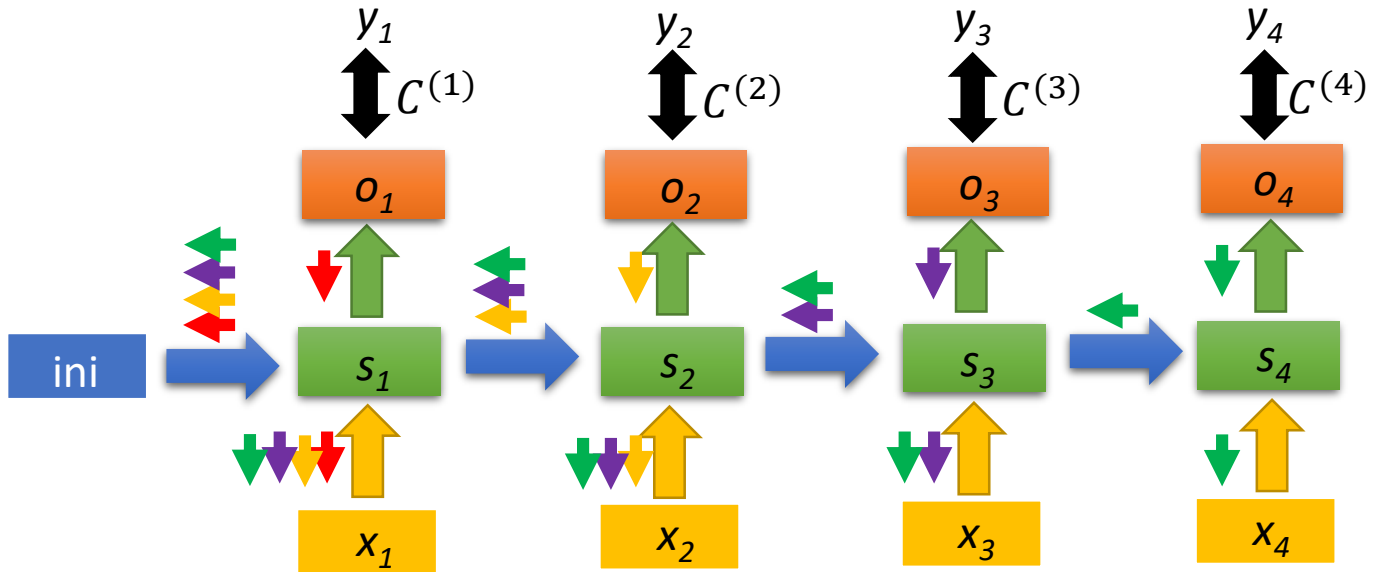 y₁ y₂ y₃ y₄
C⁽¹⁾ C⁽²⁾ C⁽³⁾ C⁽⁴⁾
o₁ o₂ o₃ o₄
ini s₁ s₂ s₃ s₄
x₁ x₂ x₃ x₄